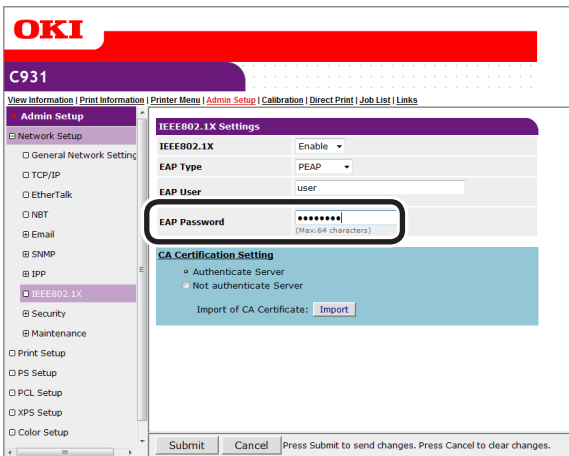 OKI
C931
View Information | Print Information | Printer Menu | Admin Setup | Calibration | Direct Print | Job List | Links
Admin Setup
Network Setup
General Network Setting
TCP/IP
EtherTalk
NBT
Email
SNMP
IPP
IEEE802.1X
Security
Maintenance
Print Setup
PS Setup
PCL Setup
XPS Setup
Color Setup
IEEE802.1X Settings
IEEE802.1X Enable
EAP Type PEAP
EAP User user
EAP Password ••••••••
(Max.64 characters)
CA Certification Setting
Authenticate Server
Not authenticate Server
Import of CA Certificate: Import
Submit Cancel Press Submit to send changes. Press Cancel to clear changes.